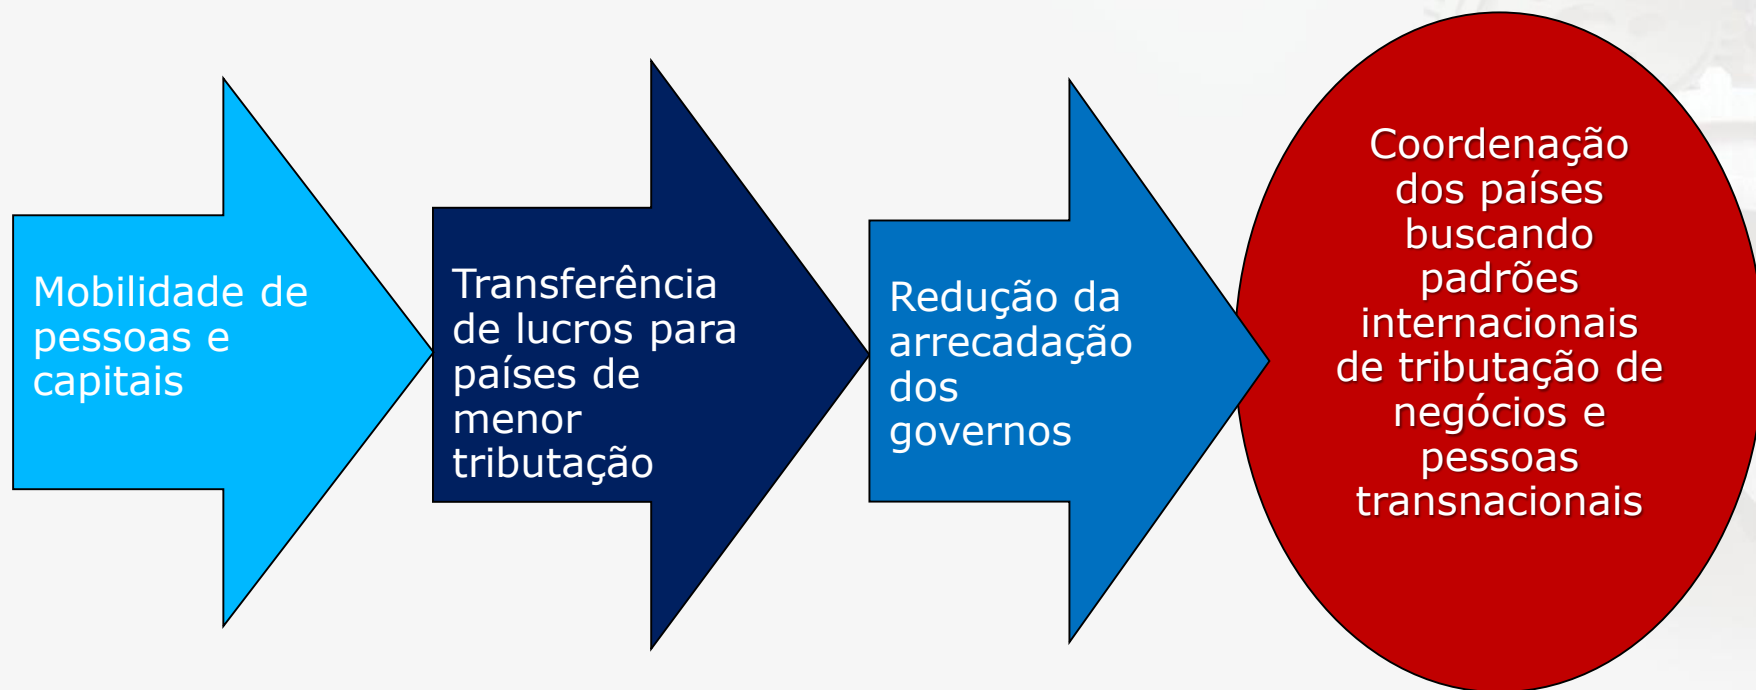 Mobilidade de
pessoas e
capitais
Transferência
de lucros para
países de
menor
tributação
Redução da
arrecadação
dos
governos
Coordenação
dos países
buscando
padrões
internacionais
de tributação de
negócios e
pessoas
transnacionais